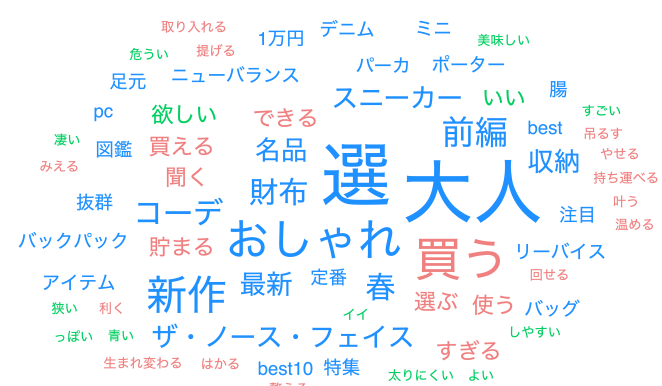 取り入れる
デニム
ミニ
1万円
美味しい
危うい
提げる
パーカ
ポーター
ニューバランス
足元
スニーカー
いい
腸
pc
欲しい
できる
すごい
前編
best
吊るす
凄い
図鑑
買える
名品
選
収納
やせる
みえる
聞く
財布
大人
持ち運べる
抜群
コーデ
叶う
注目
温める
バックパック
貯まる
おしゃれ
買う
リーバイス
アイテム
新作
最新
定番
春
回せる
狭い
利く
イイ
選ぶ
使う
バッグ
っぽい
青い
ザ・ノース・フェイス
しやすい
すぎる
生まれ変わる
はかる
best10
特集
太りにくい
よい